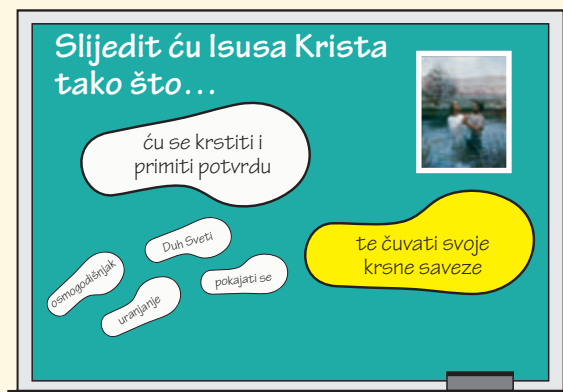 Slijedit ću Isusa Krista
tako što…
ću se krstiti i
primiti potvrdu
Duh Sveti
osmogodišnjak
pokajati se
uranjanje
te čuvati svoje
krsne saveze